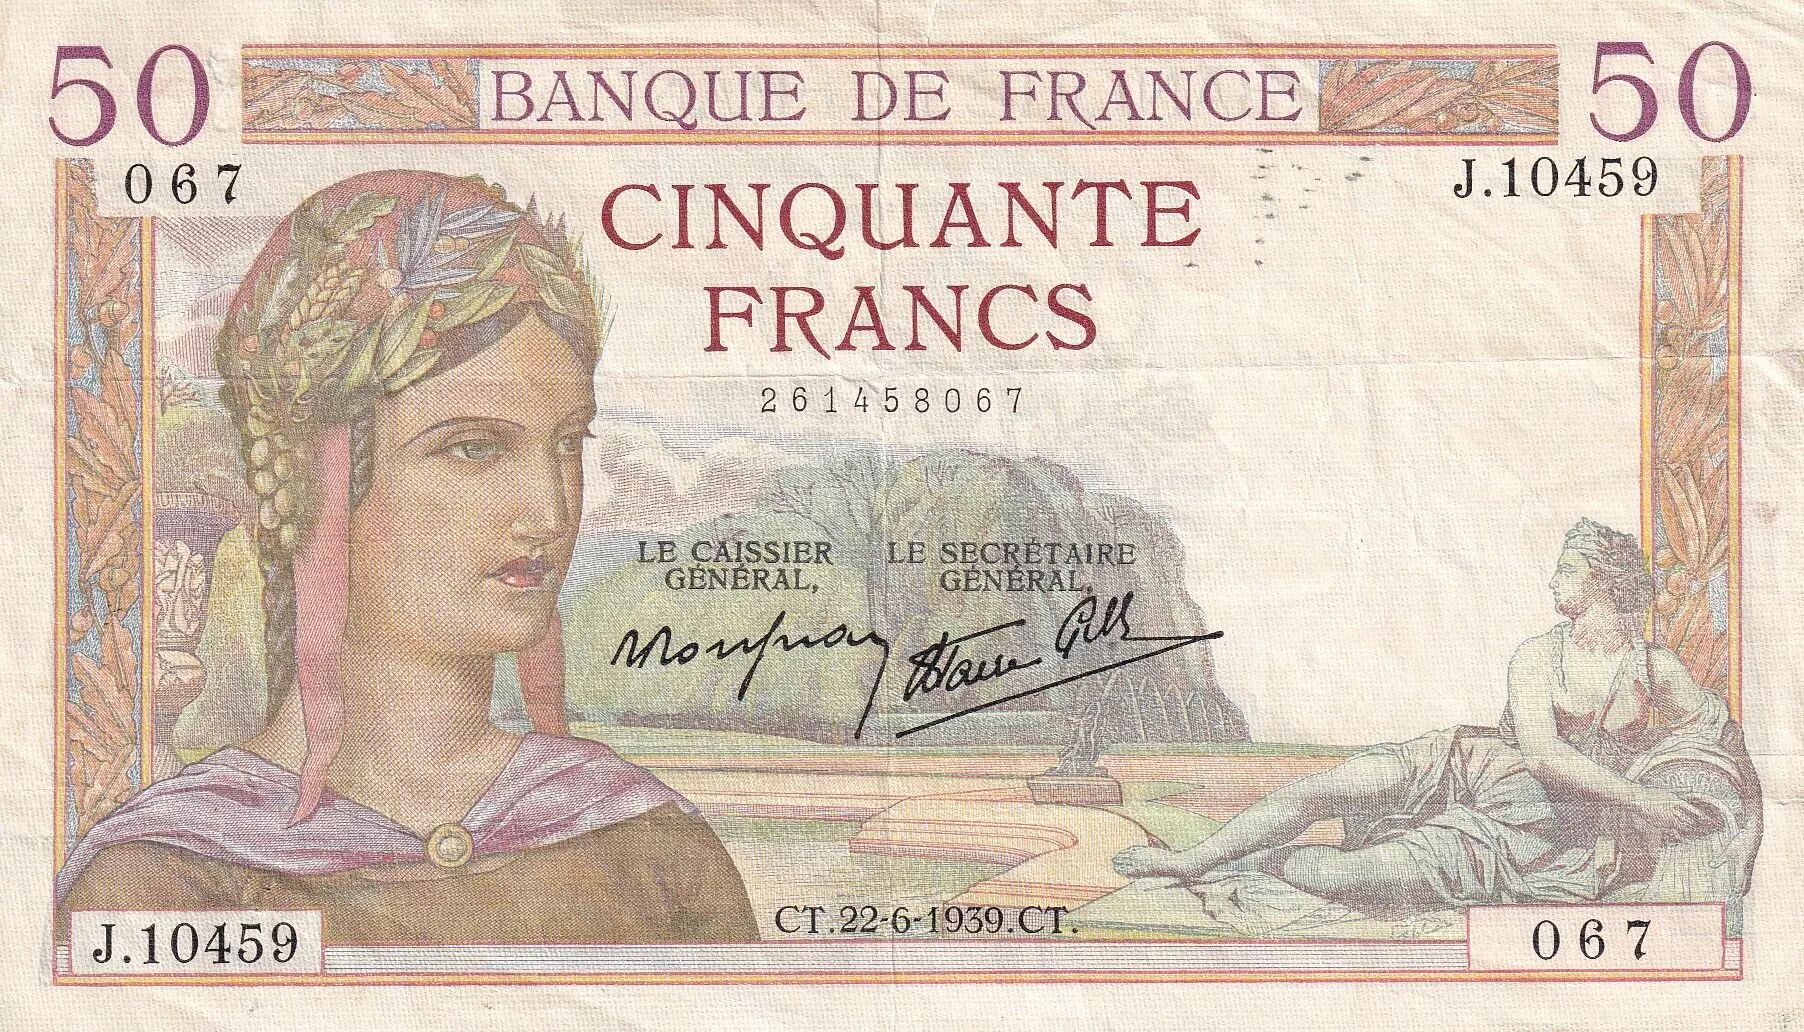 50 BANQUE DE FRANCE 50
067 J.10459
CINQUANTE
FRANCS
261458067
LE CAISSIER
GÉNÉRAL,
LE SECRÉTAIRE
GÉNÉRAL,
CT.22-6-1939.CT.
J.10459 067